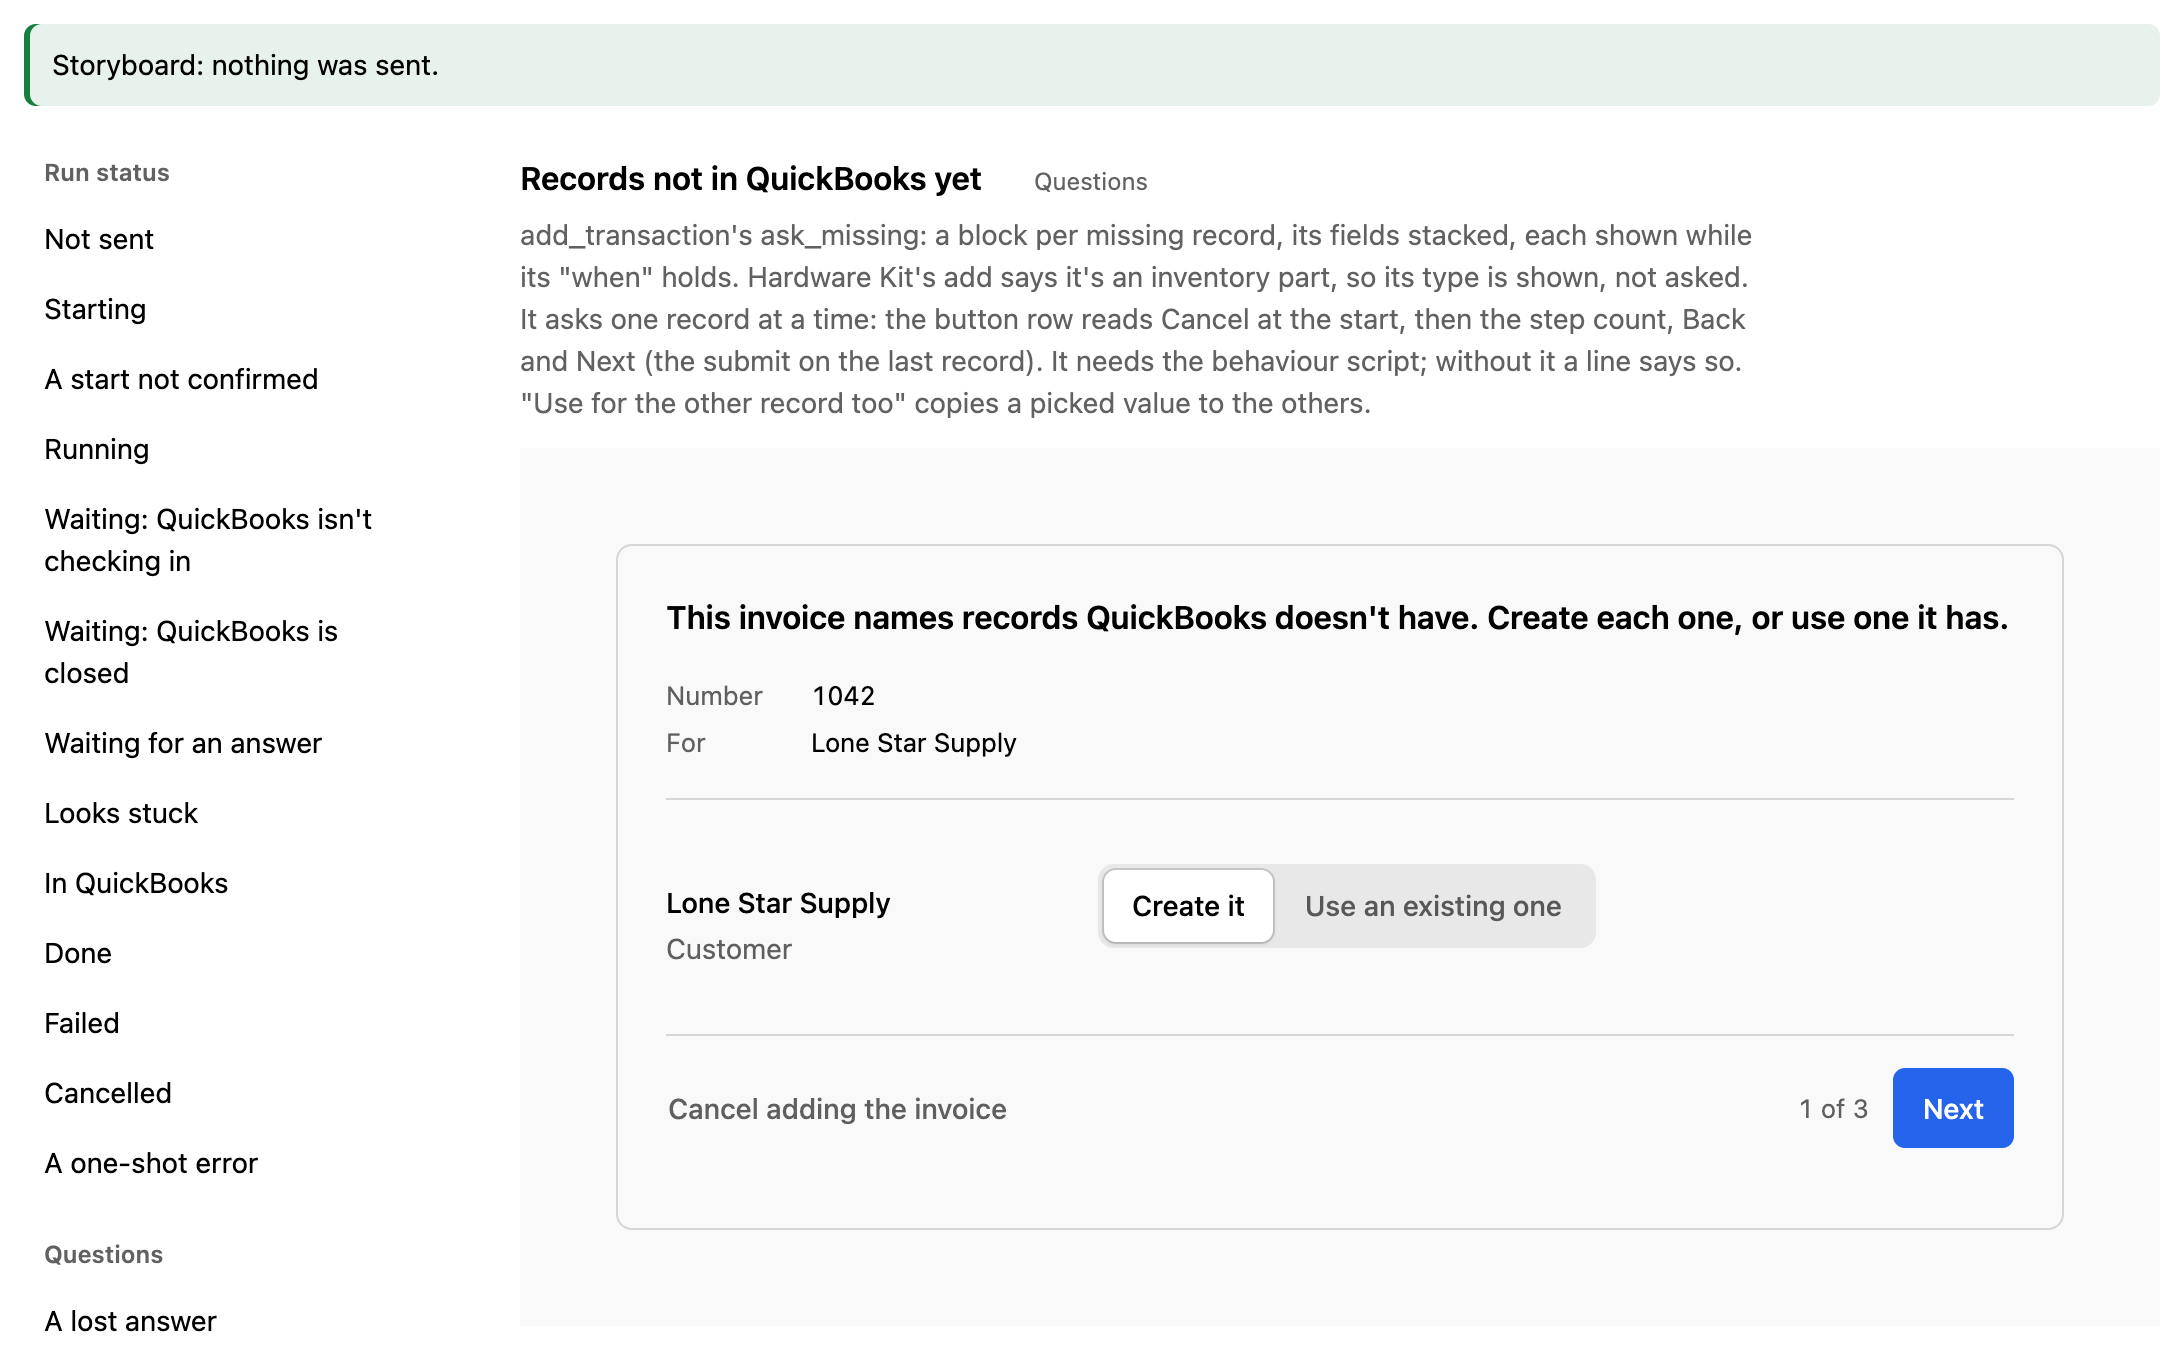 Storyboard: nothing was sent.
Run status
Not sent
Starting
A start not confirmed
Running
Waiting: QuickBooks isn't
checking in
Waiting: QuickBooks is
closed
Waiting for an answer
Looks stuck
In QuickBooks
Done
Failed
Cancelled
A one-shot error
Questions
A lost answer
Records not in QuickBooks yet Questions
add_transaction's ask_missing: a block per missing record, its fields stacked, each shown while
its "when" holds. Hardware Kit's add says it's an inventory part, so its type is shown, not asked.
It asks one record at a time: the button row reads Cancel at the start, then the step count, Back
and Next (the submit on the last record). It needs the behaviour script; without it a line says so.
"Use for the other record too" copies a picked value to the others.
This invoice names records QuickBooks doesn't have. Create each one, or use one it has.
Number 1042
For Lone Star Supply
Lone Star Supply
Customer
Create it Use an existing one
Cancel adding the invoice 1 of 3 Next